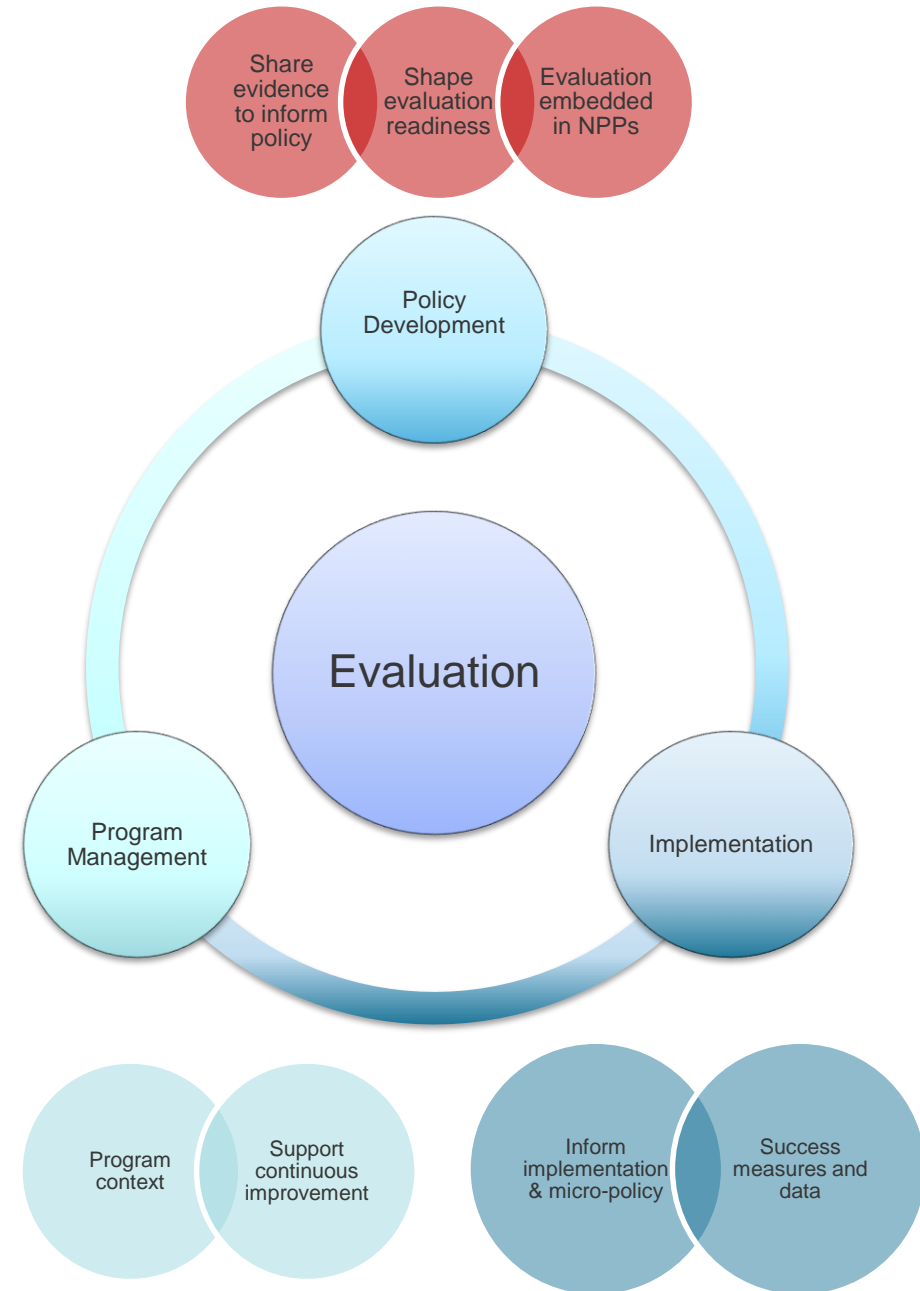 Share
evidence
to inform
policy
Shape
evaluation
readiness
Evaluation
embedded
in NPPs
Policy
Development
Evaluation
Program
Management
Implementation
Program
context
Support
continuous
improvement
Inform
implementation
& micro-policy
Success
measures and
data